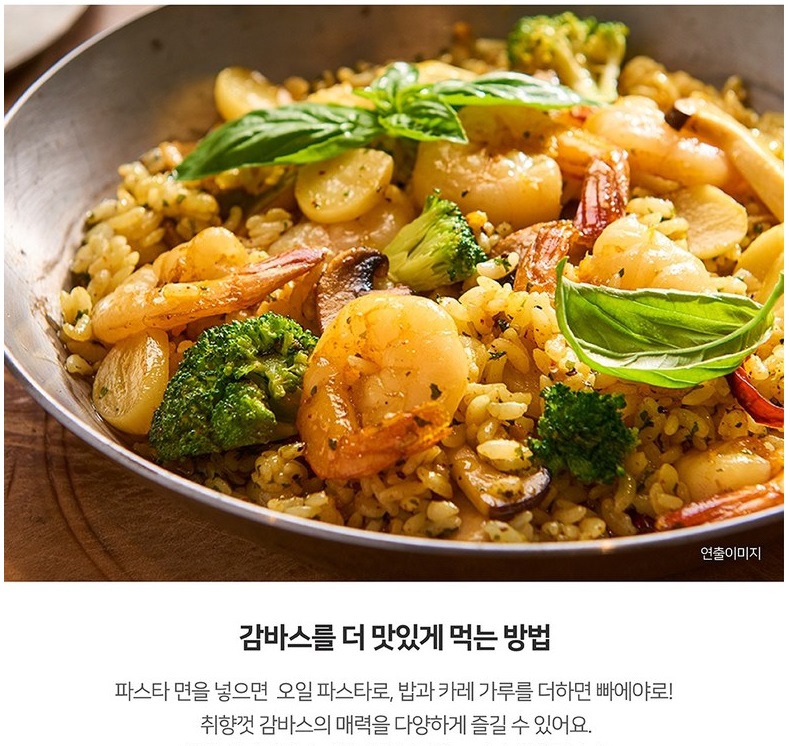 연출이미지
감바스를 더 맛있게 먹는 방법
파스타 면을 넣으면 오일 파스타로, 밥과 카레 가루를 더하면 빠에야로!
취향껏 감바스의 매력을 다양하게 즐길 수 있어요.